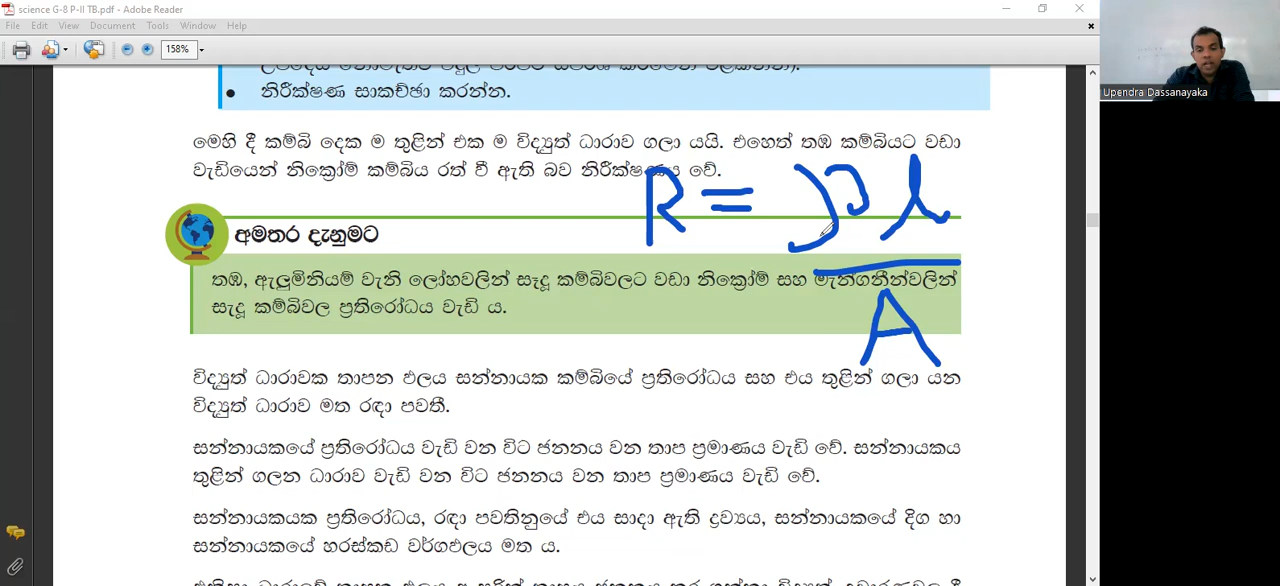 science G-8 P-II TB.pdf - Adobe Reader
File Edit View Document Tools Window Help
158%
Upendra Dassanayaka
නිරීක්ෂණ සාකච්ඡා කරන්න.
මෙහි දී කම්බි දෙක ම තුළින් එක ම විද්‍යුත් ධාරාව ගලා යයි. එහෙත් තඹ කම්බියට වඩා
වැඩියෙන් නික්‍රෝම් කම්බිය රත් වී ඇති බව නිරීක්ෂණය වේ.
R = ρl
A
අමතර දැනුමට
තඹ, ඇලුමිනියම් වැනි ලෝහවලින් සෑදූ කම්බිවලට වඩා නික්‍රෝම් සහ මැන්ගනීන්වලින්
සැදූ කම්බිවල ප්‍රතිරෝධය වැඩි ය.
විද්‍යුත් ධාරාවක තාපන ඵලය සන්නායක කම්බියේ ප්‍රතිරෝධය සහ එය තුළින් ගලා යන
විද්‍යුත් ධාරාව මත රඳා පවතී.
සන්නායකයේ ප්‍රතිරෝධය වැඩි වන විට ජනනය වන තාප ප්‍රමාණය වැඩි වේ. සන්නායකය
තුළින් ගලන ධාරාව වැඩි වන විට ජනනය වන තාප ප්‍රමාණය වැඩි වේ.
සන්නායකයක ප්‍රතිරෝධය, රඳා පවතිනුයේ එය සාදා ඇති ද්‍රව්‍යය, සන්නායකයේ දිග හා
සන්නායකයේ හරස්කඩ වර්ගඵලය මත ය.